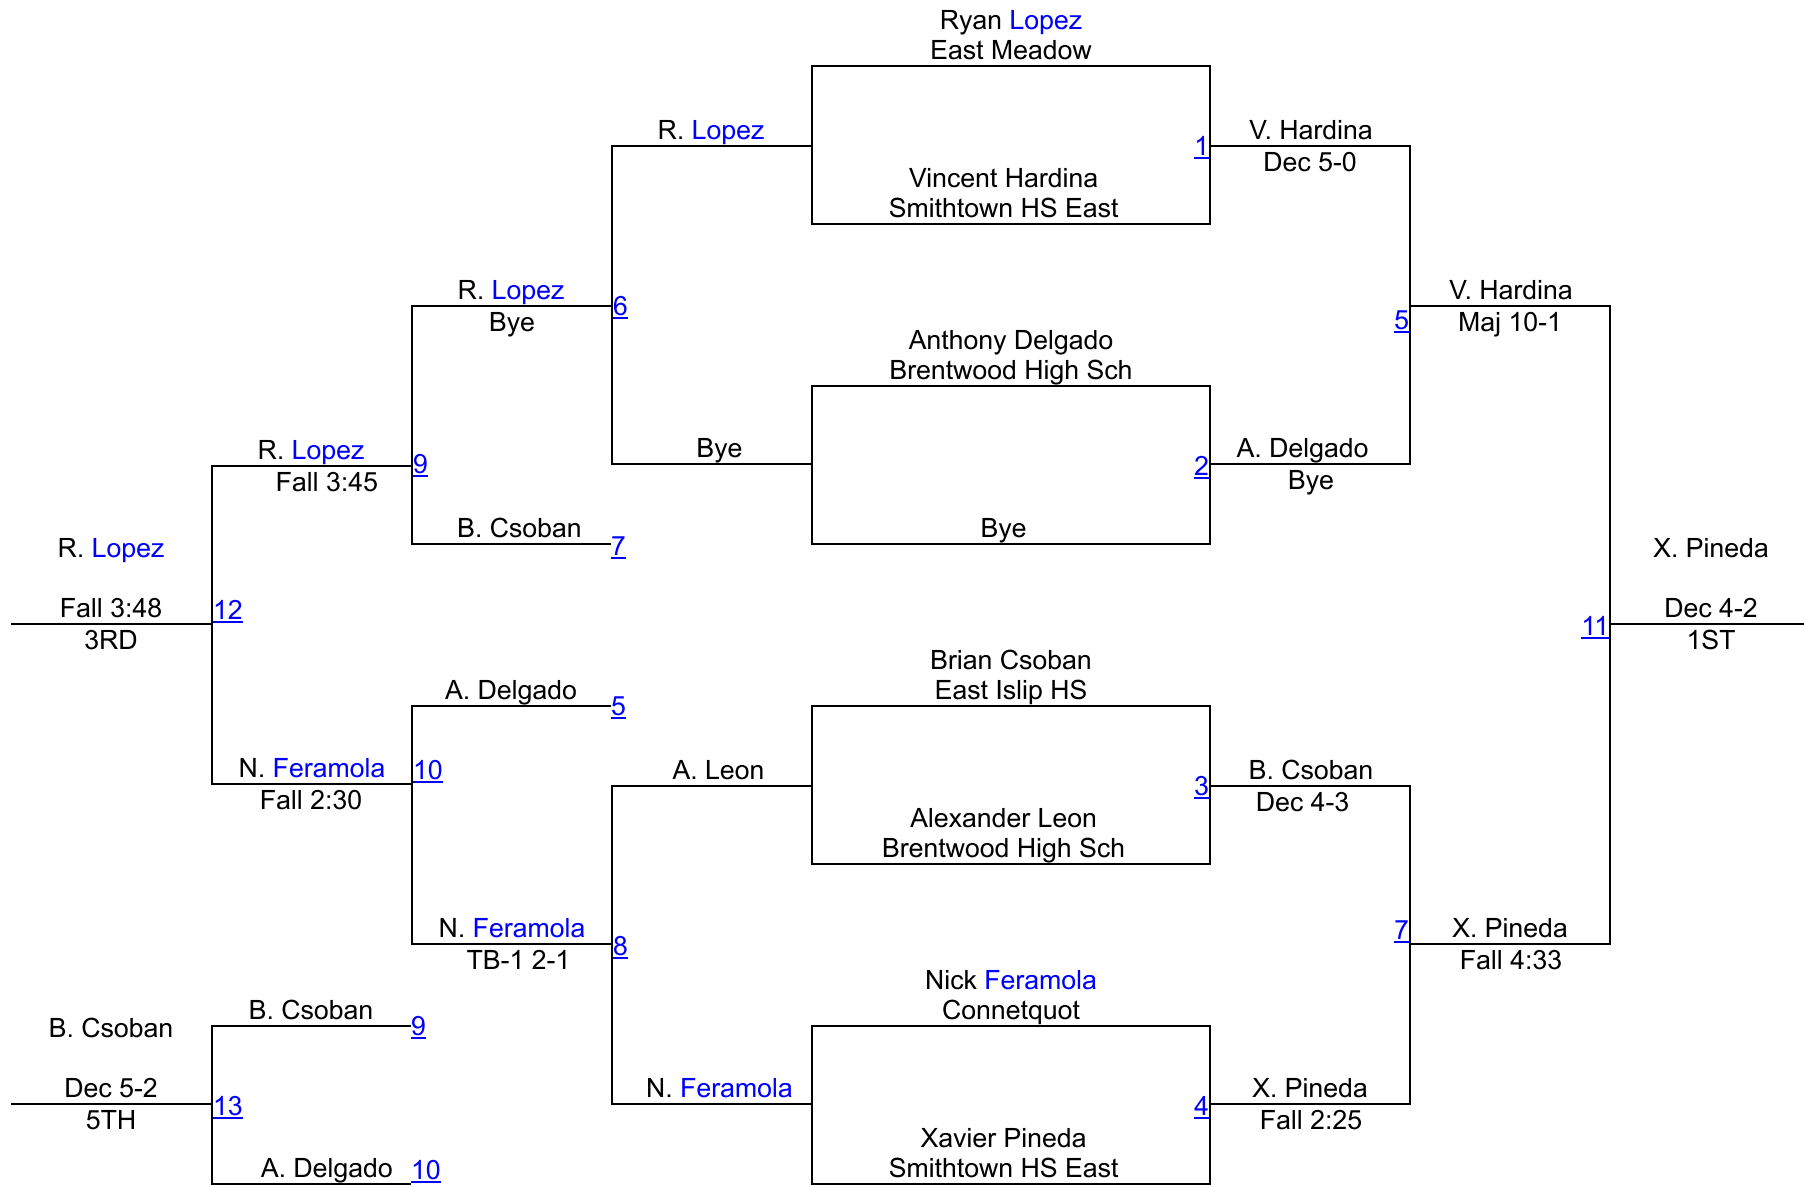 Ryan Lopez
East Meadow
R. Lopez
1
V. Hardina
Dec 5-0
Vincent Hardina
Smithtown HS East
R. Lopez
Bye
6
5
V. Hardina
Maj 10-1
Anthony Delgado
Brentwood High Sch
R. Lopez
Fall 3:45
9
Bye
2
A. Delgado
Bye
B. Csoban
7
Bye
R. Lopez
Fall 3:48
3RD
12
X. Pineda
Dec 4-2
1ST
11
Brian Csoban
East Islip HS
A. Delgado
5
N. Feramola
Fall 2:30
10
A. Leon
3
B. Csoban
Dec 4-3
Alexander Leon
Brentwood High Sch
N. Feramola
TB-1 2-1
8
7
X. Pineda
Fall 4:33
Nick Feramola
Connetquot
B. Csoban
9
B. Csoban
Dec 5-2
5TH
13
N. Feramola
4
X. Pineda
Fall 2:25
Xavier Pineda
Smithtown HS East
A. Delgado
10